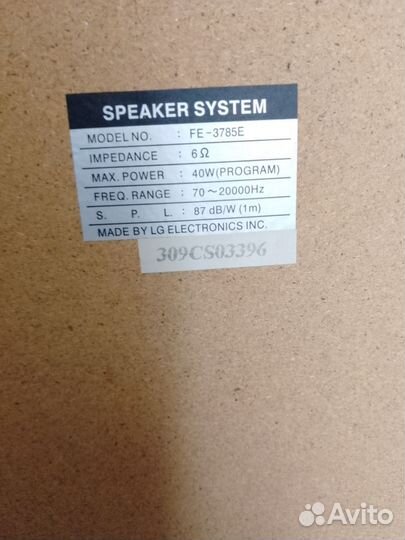 SPEAKER SYSTEM
MODEL NO. : FE-3785E
IMPEDANCE : 6Ω
MAX. POWER : 40W(PROGRAM)
FREQ. RANGE : 70～20000Hz
S. P. L. : 87 dB/W (1m)
MADE BY LG ELECTRONICS INC.
309CS03396
Avito